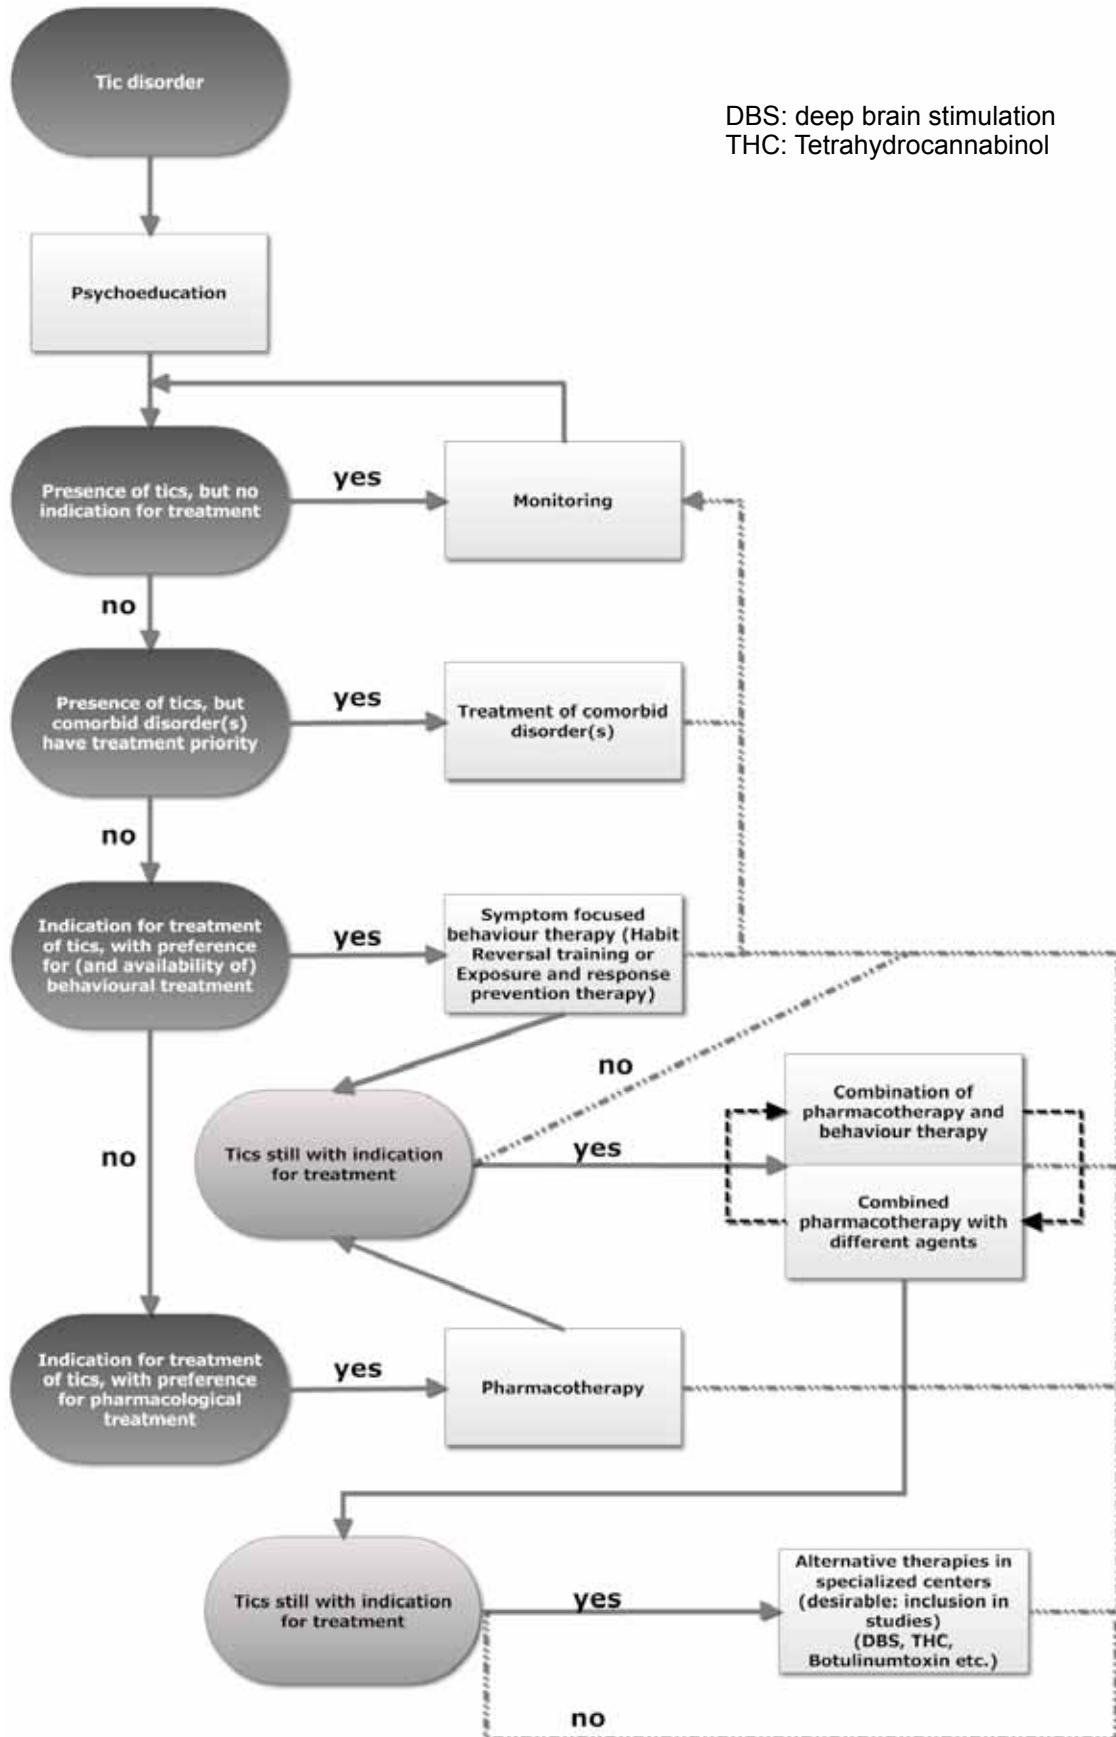 Tic disorder
DBS: deep brain stimulation
THC: Tetrahydrocannabinol
Psychoeducation
Presence of tics, but no
indication for treatment
yes
Monitoring
no
Presence of tics, but
comorbid disorder(s)
have treatment priority
yes
Treatment of comorbid
disorder(s)
no
Indication for treatment
of tics, with preference
for (and availability of)
behavioural treatment
yes
Symptom focused
behaviour therapy (Habit
Reversal training or
Exposure and response
prevention therapy)
no
Tics still with indication
for treatment
yes
Combination of
pharmacotherapy and
behaviour therapy
Combined
pharmacotherapy with
different agents
no
Indication for treatment
of tics, with preference
for pharmacological
treatment
yes
Pharmacotherapy
Tics still with indication
for treatment
yes
Alternative therapies in
specialized centers
(desirable: inclusion in
studies)
(DBS, THC,
Botulinumtoxin etc.)
no